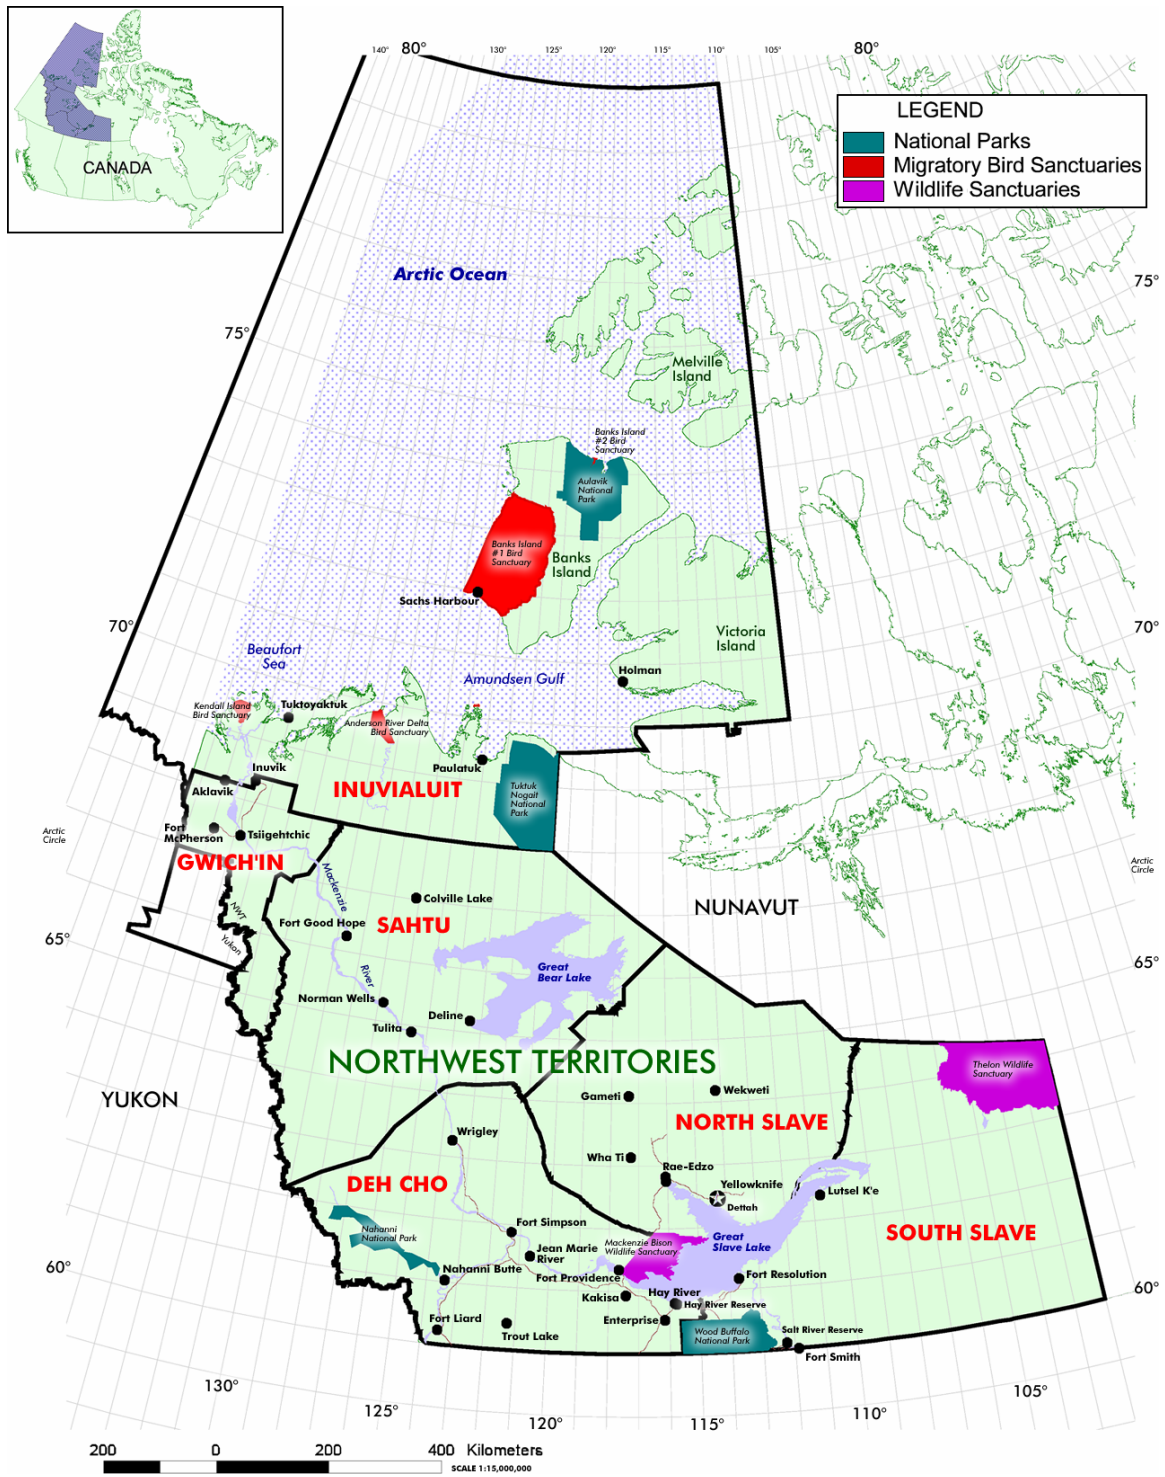 140°
80°
130°
125°
120°
115°
110°
105°
80°
CANADA
LEGEND
National Parks
Migratory Bird Sanctuaries
Wildlife Sanctuaries
Arctic Ocean
75°
75°
Melville
Island
Banks Island
#2 Bird
Sanctuary
Aulavik
National
Park
Banks Island
#1 Bird
Sanctuary
Banks
Island
Sachs Harbour
70°
70°
Victoria
Island
Beaufort
Sea
Amundsen Gulf
Holman
Kendall Island
Bird Sanctuary
Tuktoyaktuk
Anderson River Delta
Bird Sanctuary
Paulatuk
Inuvik
Aklavik
INUVIALUIT
Tuktuk
Nogait
National
Park
Fort
McPherson
Tsiigehtchic
Arctic
Circle
Arctic
Circle
GWICH'IN
Mackenzie
Colville Lake
NWT
Yukon
NUNAVUT
Fort Good Hope
SAHTU
65°
65°
River
Great
Bear Lake
Norman Wells
Deline
Tulita
NORTHWEST TERRITORIES
Thelon Wildlife
Sanctuary
YUKON
Gameti
Wekweti
NORTH SLAVE
Wrigley
Wha Ti
Rae-Edzo
DEH CHO
Yellowknife
Lutsel K'e
Dettah
Fort Simpson
Nahanni
National Park
SOUTH SLAVE
Great
Slave Lake
Mackenzie Bison
Wildlife Sanctuary
Jean Marie
River
60°
60°
Nahanni Butte
Fort Providence
Fort Resolution
Kakisa
Hay River
Hay River Reserve
Fort Liard
Enterprise
Trout Lake
Wood Buffalo
National Park
Salt River Reserve
Fort Smith
130°
125°
120°
115°
110°
105°
200
0
200
400
Kilometers
SCALE 1:15,000,000